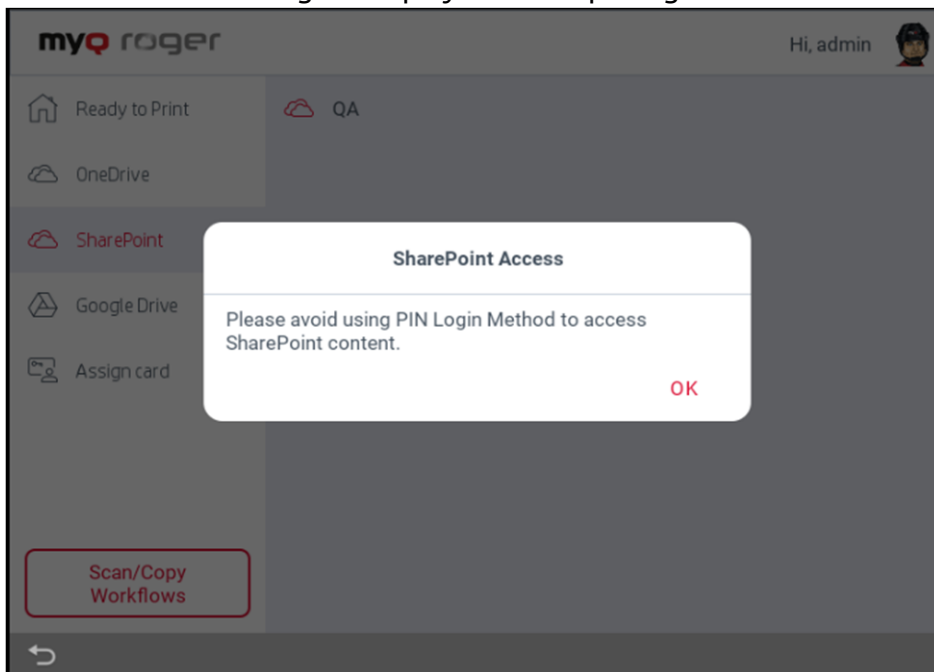 myQ roger
Hi, admin
Ready to Print
QA
OneDrive
SharePoint
Google Drive
Assign card
SharePoint Access
Please avoid using PIN Login Method to access
SharePoint content.
OK
Scan/Copy
Workflows